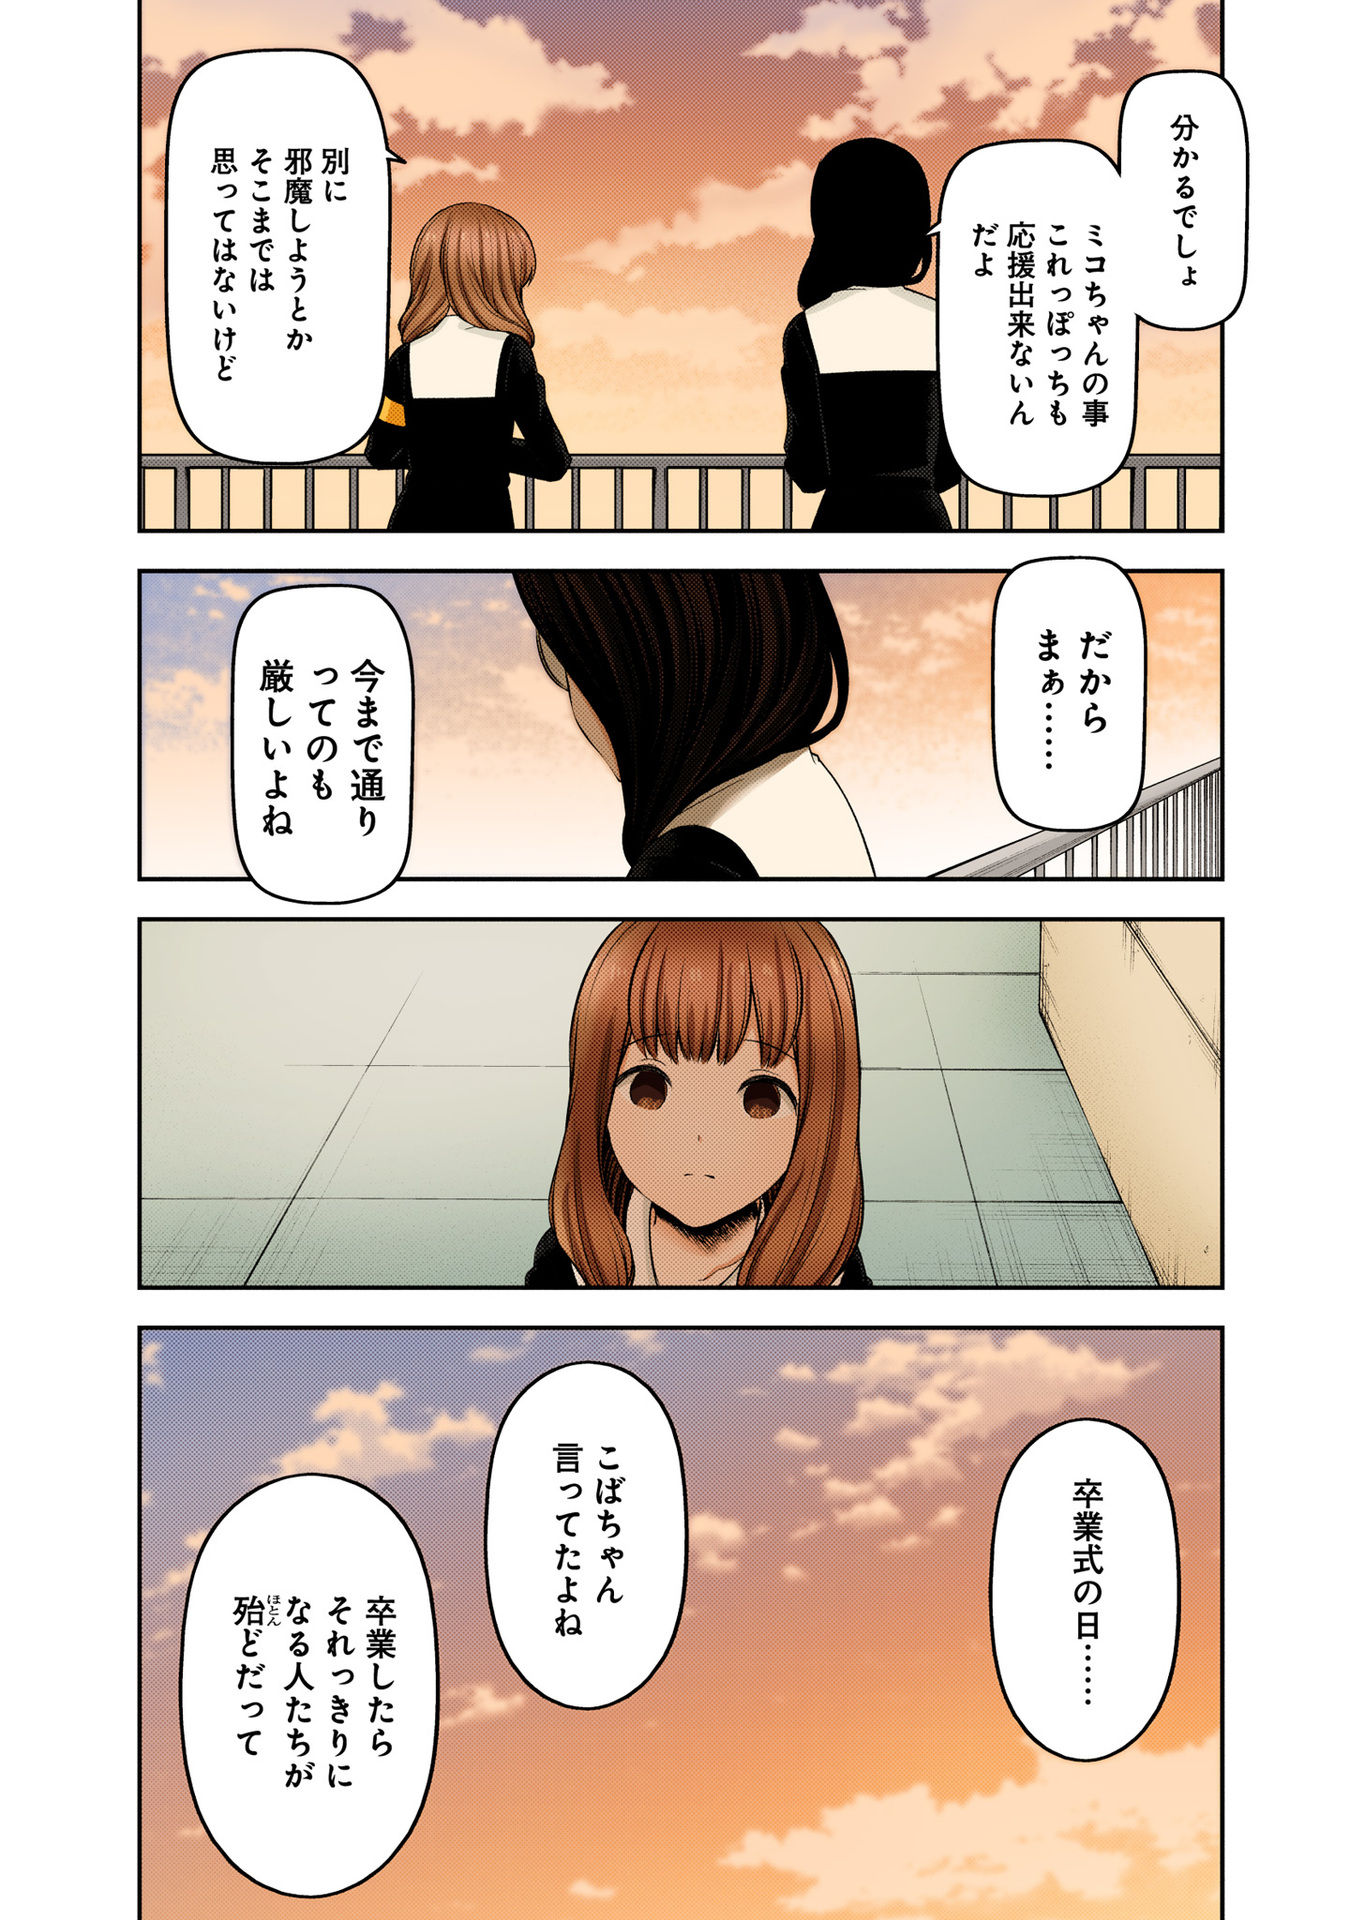 分かるでしょ
ミコちゃんの事
これっぽっちも
応援出来ないん
だよ
別に
邪魔しようとか
そこまでは
思ってはないけど
だから
まぁ……
今まで通り
ってのも
厳しいよね
卒業式の日……
こばちゃん
言ってたよね
卒業したら
それっきりに
なる人たちが
殆どだって
ほとん